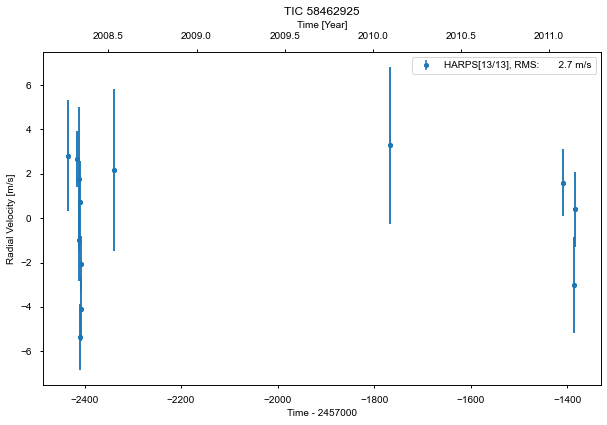 TIC 58462925
Time [Year]
2008.5 2009.0 2009.5 2010.0 2010.5 2011.0
HARPS[13/13], RMS: 2.7 m/s
6
4
2
0
−2
−4
−6
Radial Velocity [m/s]
−2400 −2200 −2000 −1800 −1600 −1400
Time - 2457000